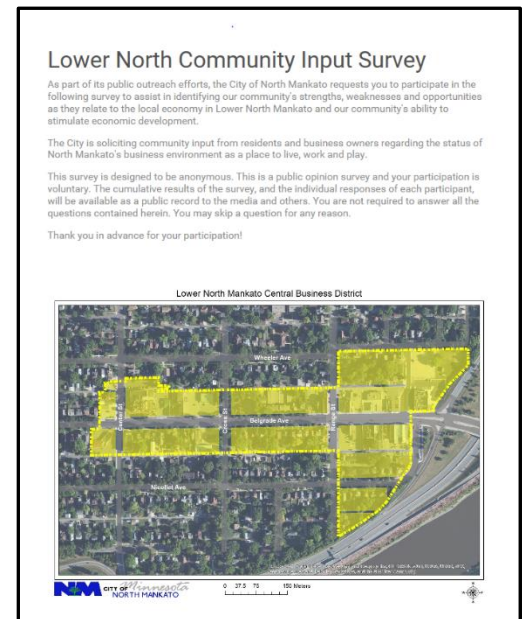 Lower North Community Input Survey
As part of its public outreach efforts, the City of North Mankato requests you to participate in the
following survey to assist in identifying our community's strengths, weaknesses and opportunities
as they relate to the local economy in Lower North Mankato and our community's ability to
stimulate economic development.
The City is soliciting community input from residents and business owners regarding the status of
North Mankato's business environment as a place to live, work and play.
This survey is designed to be anonymous. This is a public opinion survey and your participation is
voluntary. The cumulative results of the survey, and the individual responses of each participant,
will be available as a public record to the media and others. You are not required to answer all the
questions contained herein. You may skip a question for any reason.
Thank you in advance for your participation!
Lower North Mankato Central Business District
Wheeler Ave
Center St
Cross St
Range St
Belgrade Ave
Nicollet Ave
NM CITY OF Minnesota
NORTH MANKATO
0 37.5 75 150 Meters